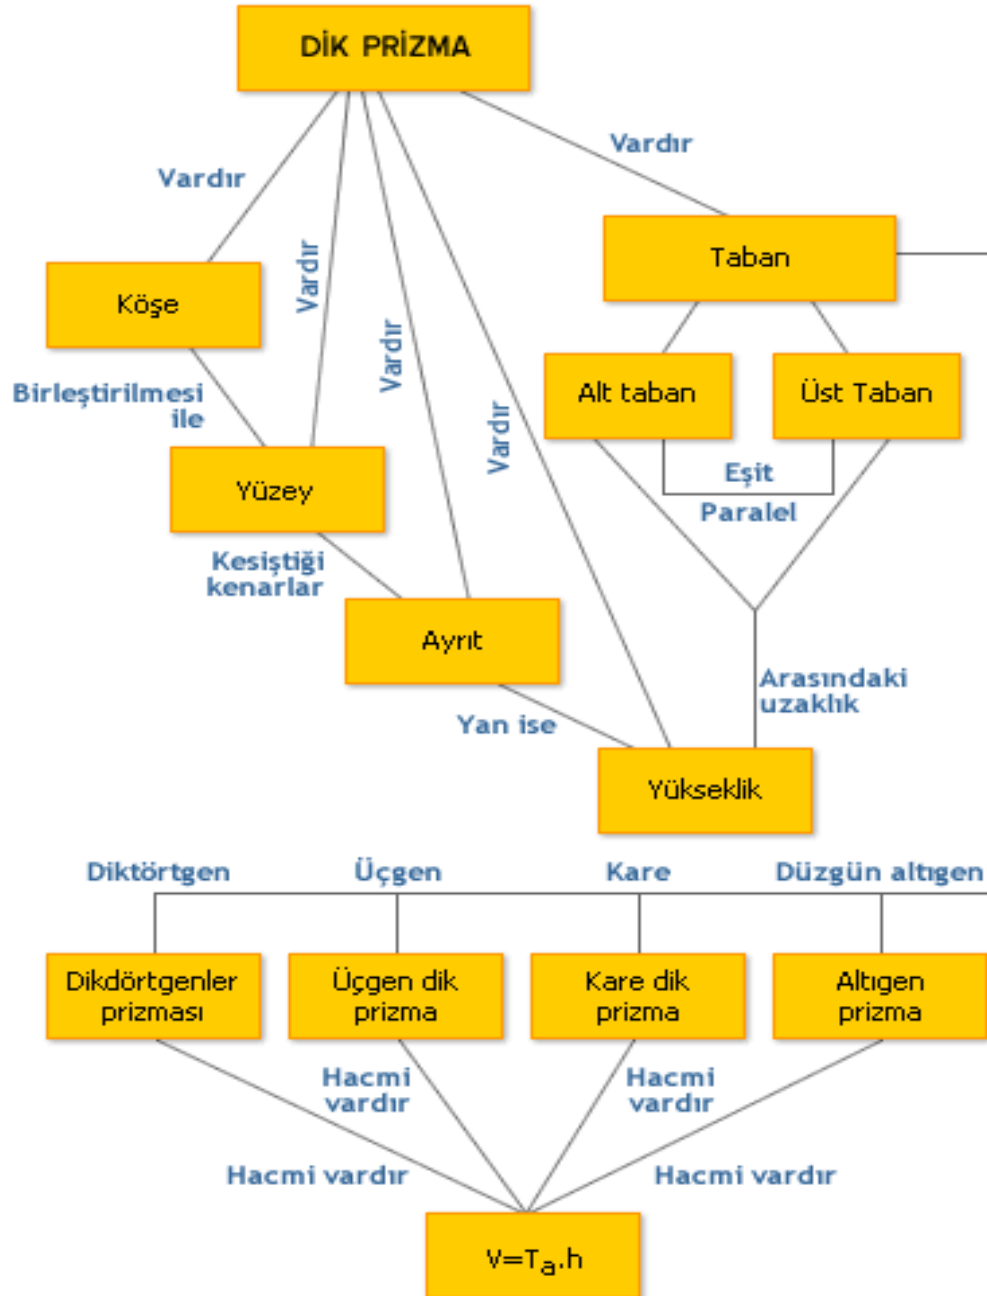 DİK PRİZMA
Vardır
Vardır
Vardır
Vardır
Vardır
Taban
Köşe
Alt taban
Üst Taban
Birleştirilmesi
ile
Eşit
Paralel
Yüzey
Kesiştiği
kenarlar
Ayrıt
Arasındaki
uzaklık
Yan ise
Yükseklik
Diktörtgen
Üçgen
Kare
Düzgün altıgen
Dikdörtgenler
prizması
Üçgen dik
prizma
Kare dik
prizma
Altıgen
prizma
Hacmi
vardır
Hacmi
vardır
Hacmi vardır
Hacmi vardır
V=Ta.h